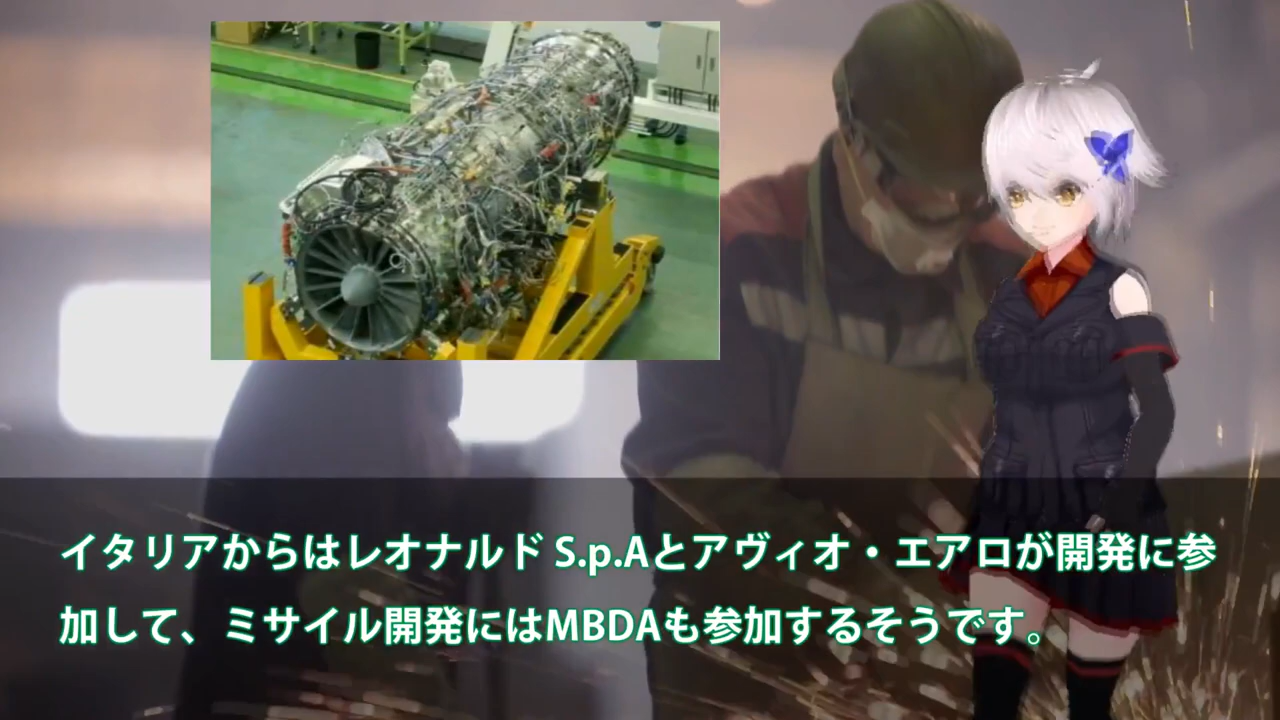 イタリアからはレオナルド S.p.Aとアヴィオ・エアロが開発に参
加して、ミサイル開発にはMBDAも参加するそうです。